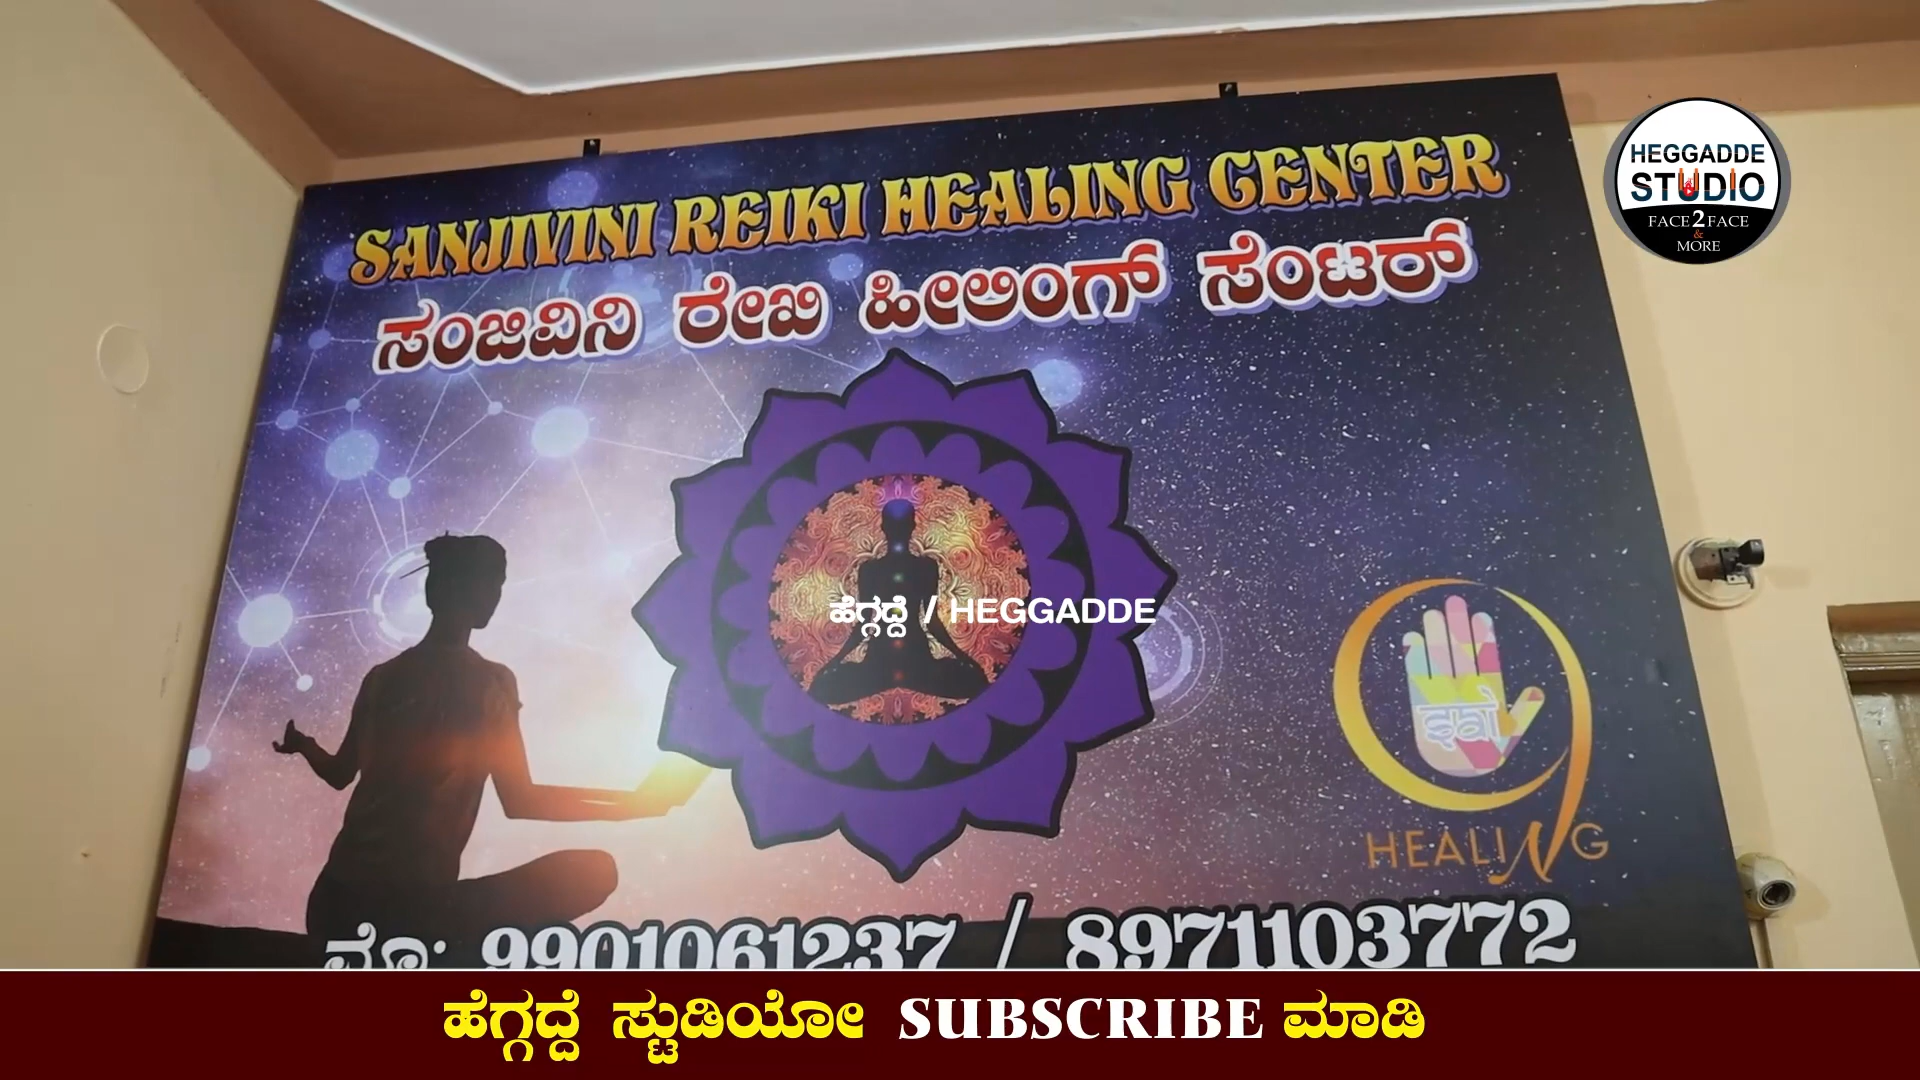 SANJIVINI REIKI HEALING CENTER
ಸಂಜಿವಿನಿ ರೇಖಿ ಹೀಲಿಂಗ್ ಸೆಂಟರ್
HEGGADDE
STUDIO
FACE2FACE
&
MORE
ಹೆಗ್ಗದ್ದೆ / HEGGADDE
HEALING
ಮೊ: 9901061237 / 8971103772
ಹೆಗ್ಗದ್ದೆ ಸ್ಟುಡಿಯೋ SUBSCRIBE ಮಾಡಿ